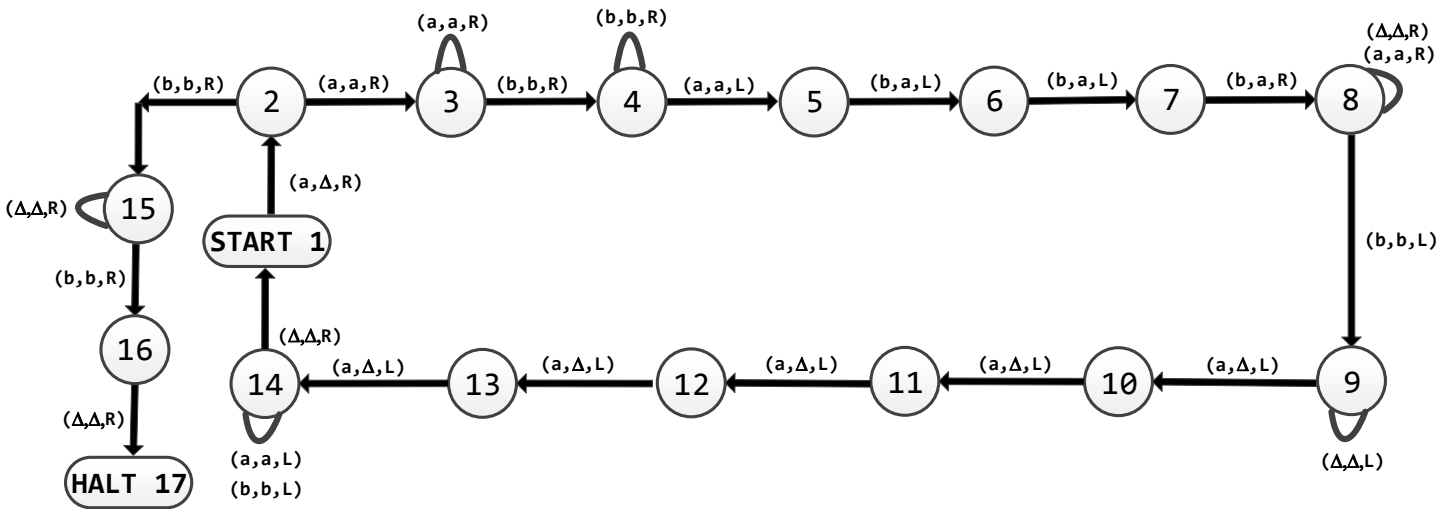 (a,a,R)
(b,b,R)
(Δ,Δ,R)
(a,a,R)
(b,b,R)
2
(a,a,R)
3
(b,b,R)
4
(a,a,L)
5
(b,a,L)
6
(b,a,L)
7
(b,a,R)
8
(Δ,Δ,R)
15
(a,Δ,R)
START 1
(b,b,L)
(b,b,R)
16
(Δ,Δ,R)
14
(a,Δ,L)
13
(a,Δ,L)
12
(a,Δ,L)
11
(a,Δ,L)
10
(a,Δ,L)
9
(Δ,Δ,R)
HALT 17
(a,a,L)
(b,b,L)
(Δ,Δ,L)